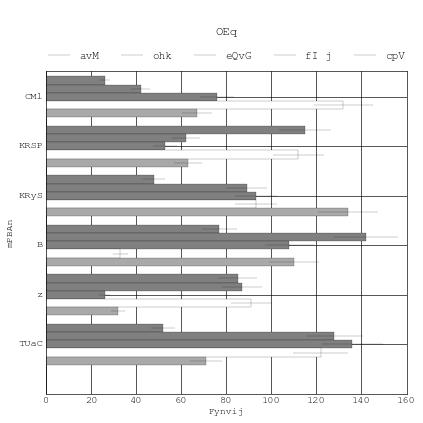 OEq
avM ohk eQvG fI j cpV
CMl
KRSP
KRyS
B
z
TUaC
mPBAn
0 20 40 60 80 100 120 140 160
Fynvij